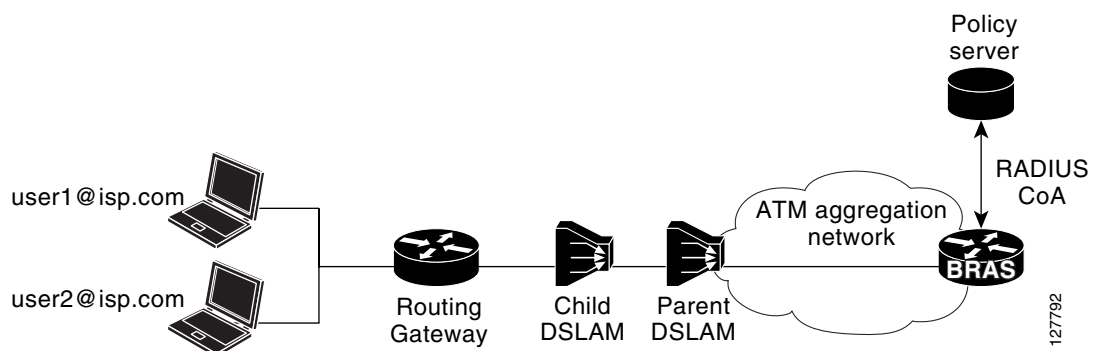 Policy
server
RADIUS
CoA
user1@isp.com
ATM aggregation
network
BRAS
user2@isp.com
Routing
Gateway
Child
DSLAM
Parent
DSLAM
127792